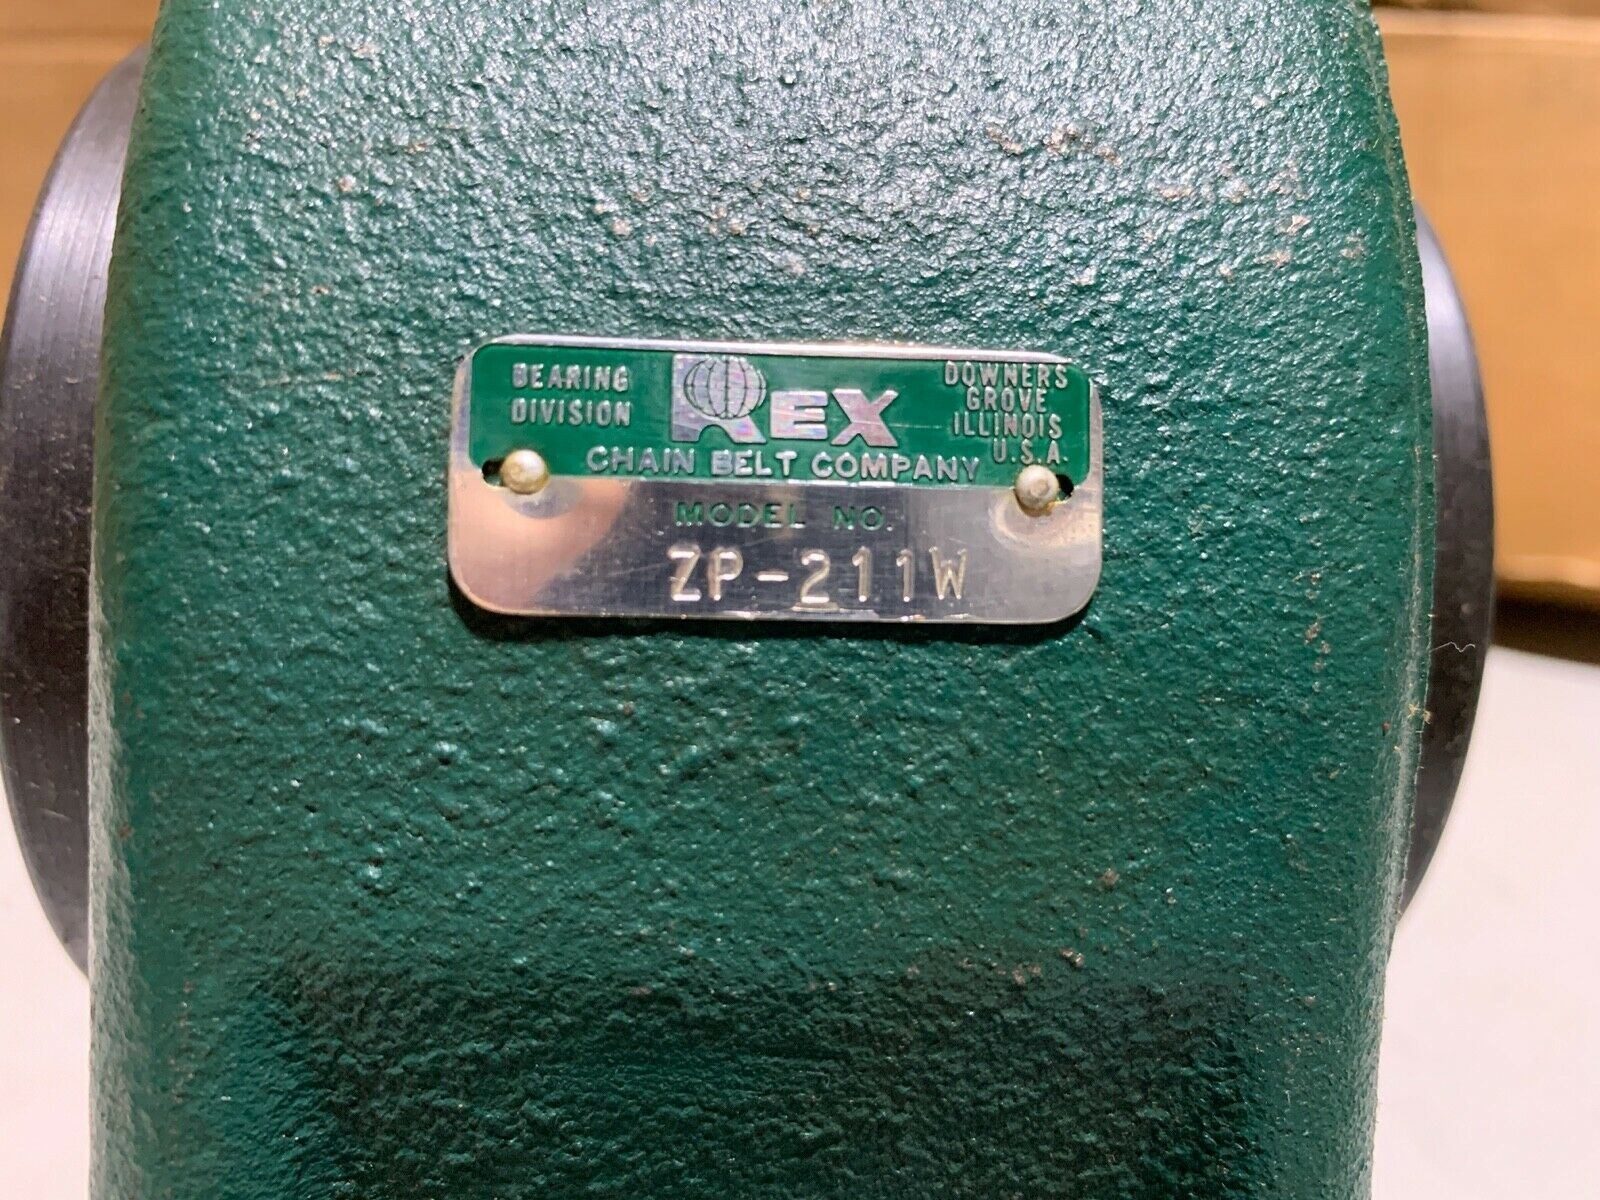 BEARING
DIVISION
REX
DOWNERS
GROVE
ILLINOIS
U.S.A.
CHAIN BELT COMPANY
MODEL NO.
ZP-211W